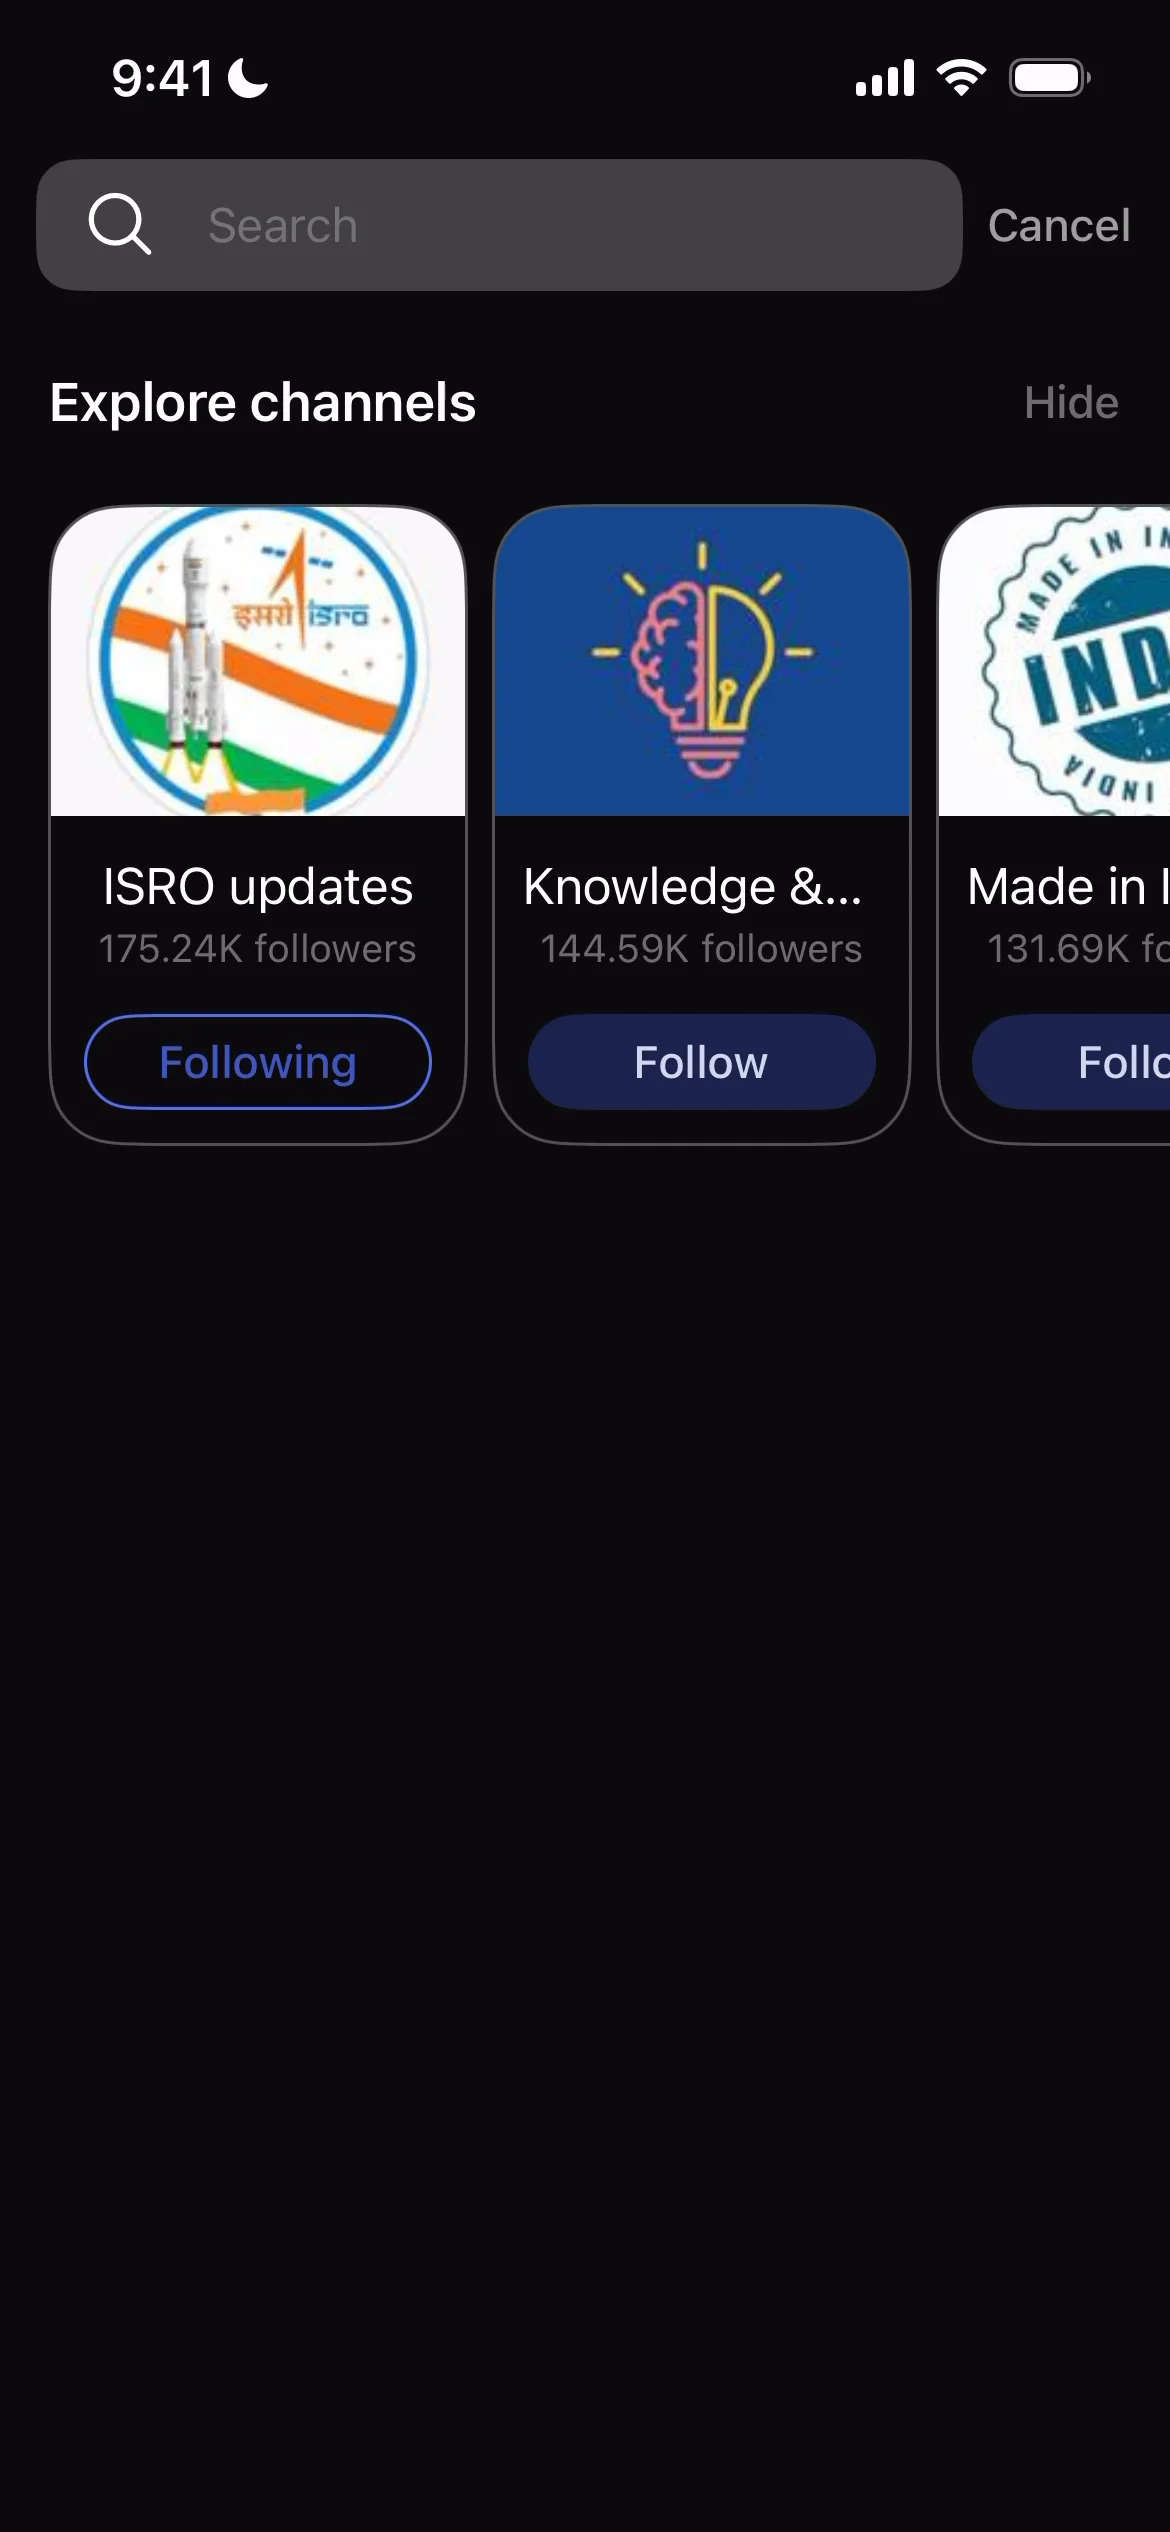 9:41
Search
Cancel
Explore channels
Hide
इसरो isro
MADE IN IN
IND
INDIA
ISRO updates
175.24K followers
Following
Knowledge &...
144.59K followers
Follow
Made in I
131.69K fo
Follo